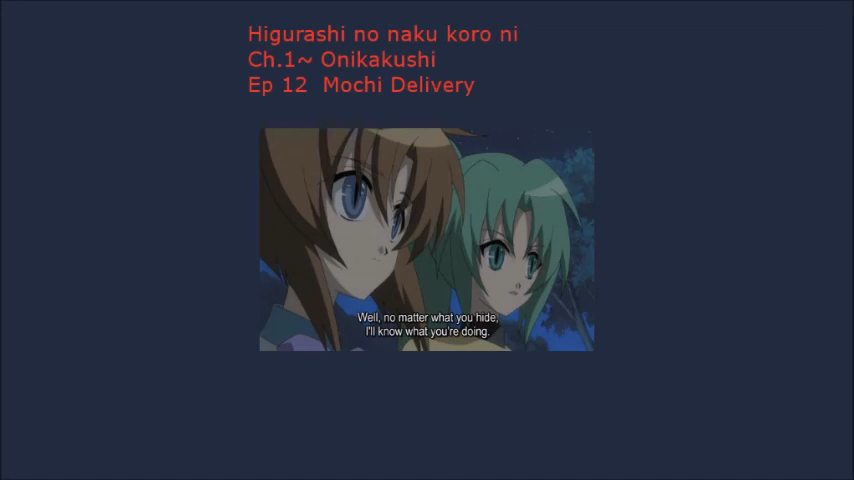 Higurashi no naku koro ni
Ch.1~ Onikakushi
Ep 12 Mochi Delivery
Well, no matter what you hide,
I'll know what you're doing.